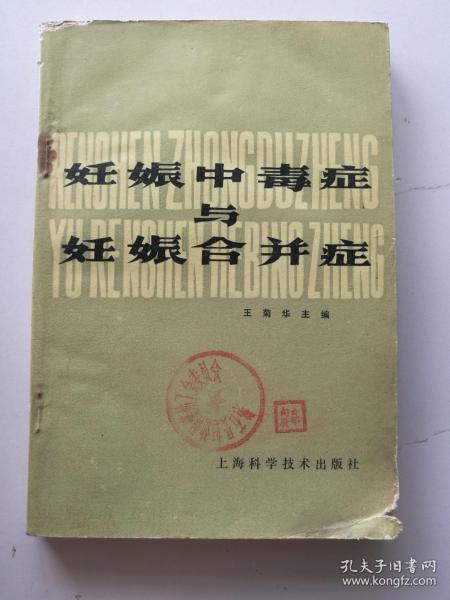 RENSHEN ZHONGDUZHENG
妊娠中毒症
与
YU RENSHEN HEBINGZHENG
妊娠合并症
王菊华主编
上海科学技术出版社
孔夫子旧书网
www.kongfz.com